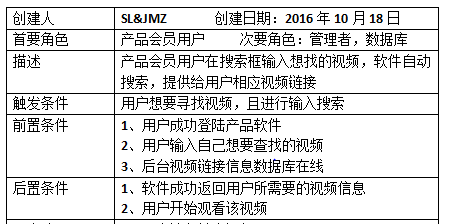 创建人 SL&JMZ 创建日期：2016 年 10 月 18 日
首要角色 产品会员用户 次要角色：管理者，数据库
描述 产品会员用户在搜索框输入想找的视频，软件自动
搜索，提供给用户相应视频链接
触发条件 用户想要寻找视频，且进行输入搜索
前置条件 1、用户成功登陆产品软件
2、用户输入自己想要查找的视频
3、后台视频链接信息数据库在线
后置条件 1、软件成功返回用户所需要的视频信息
2、用户开始观看该视频